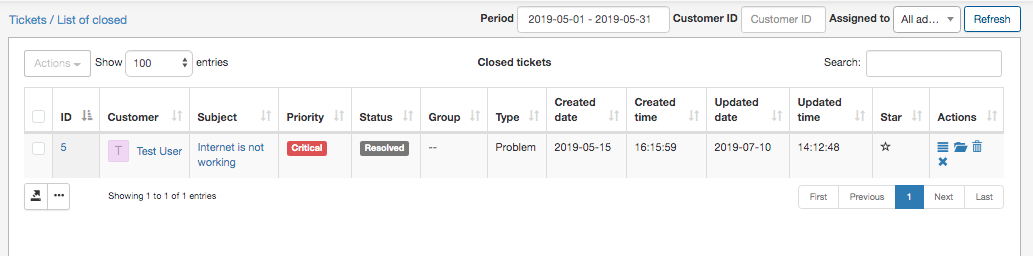 Tickets / List of closed
Period 2019-05-01 - 2019-05-31 Customer ID Customer ID Assigned to All ad... Refresh
Actions Show 100 entries Closed tickets Search:
ID Customer Subject Priority Status Group Type Created date Created time Updated date Updated time Star Actions
5 T Test User Internet is not working Critical Resolved -- Problem 2019-05-15 16:15:59 2019-07-10 14:12:48
Showing 1 to 1 of 1 entries First Previous 1 Next Last